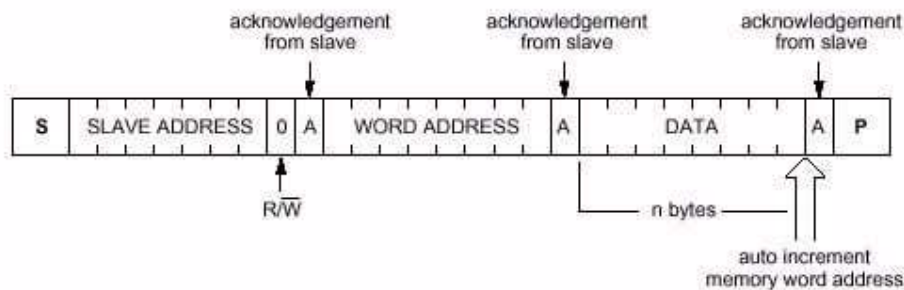 acknowledgement
from slave
acknowledgement
from slave
acknowledgement
from slave
S SLAVE ADDRESS 0 A WORD ADDRESS A DATA A P
R/W̅
n bytes
auto increment
memory word address